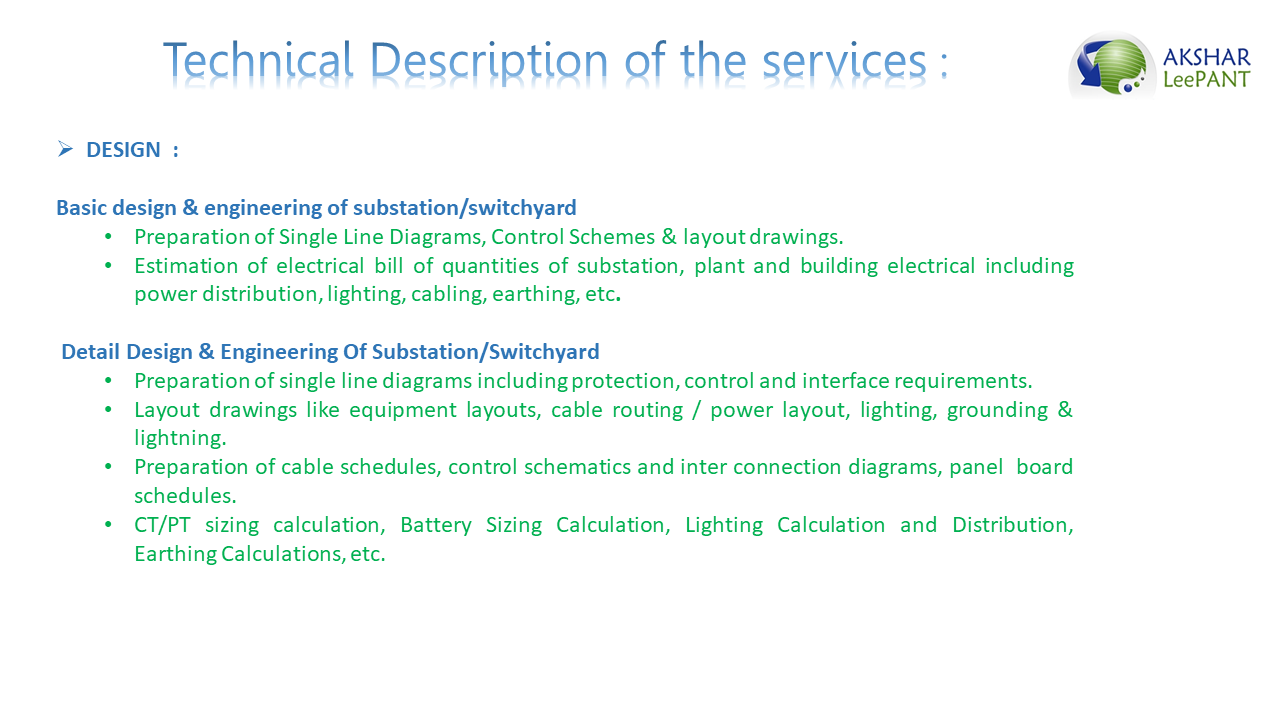 Technical Description of the services :
AKSHAR
LeePANT
➢ DESIGN :
Basic design & engineering of substation/switchyard
• Preparation of Single Line Diagrams, Control Schemes & layout drawings.
• Estimation of electrical bill of quantities of substation, plant and building electrical including
power distribution, lighting, cabling, earthing, etc.
Detail Design & Engineering Of Substation/Switchyard
• Preparation of single line diagrams including protection, control and interface requirements.
• Layout drawings like equipment layouts, cable routing / power layout, lighting, grounding &
lightning.
• Preparation of cable schedules, control schematics and inter connection diagrams, panel board
schedules.
• CT/PT sizing calculation, Battery Sizing Calculation, Lighting Calculation and Distribution,
Earthing Calculations, etc.